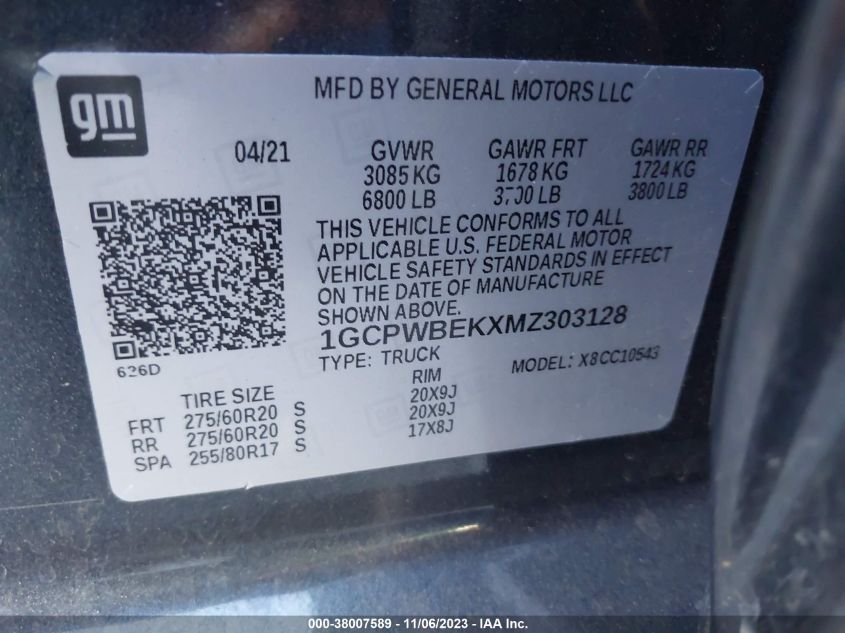 gm
MFD BY GENERAL MOTORS LLC
04/21 GVWR GAWR FRT GAWR RR
3085 KG 1678 KG 1724 KG
6800 LB 3700 LB 3800 LB
THIS VEHICLE CONFORMS TO ALL
APPLICABLE U.S. FEDERAL MOTOR
VEHICLE SAFETY STANDARDS IN EFFECT
ON THE DATE OF MANUFACTURE
SHOWN ABOVE.
1GCPWBEKXMZ303128
626D TYPE: TRUCK MODEL: X8CC10543
TIRE SIZE RIM
FRT 275/60R20 S 20X9J
RR 275/60R20 S 20X9J
SPA 255/80R17 S 17X8J
000-38007589 - 11/06/2023 - IAA Inc.